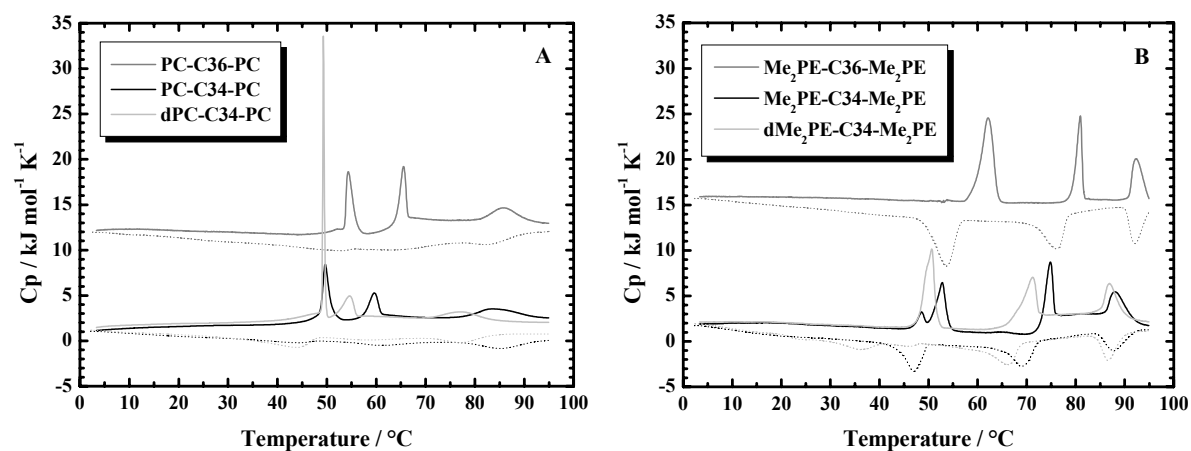 PC-C36-PC
PC-C34-PC
dPC-C34-PC
A
Cp / kJ mol⁻¹ K⁻¹
35
30
25
20
15
10
5
0
-5
0 10 20 30 40 50 60 70 80 90 100
Temperature / °C
Me₂PE-C36-Me₂PE
Me₂PE-C34-Me₂PE
dMe₂PE-C34-Me₂PE
B
Cp / kJ mol⁻¹ K⁻¹
35
30
25
20
15
10
5
0
-5
0 10 20 30 40 50 60 70 80 90 100
Temperature / °C